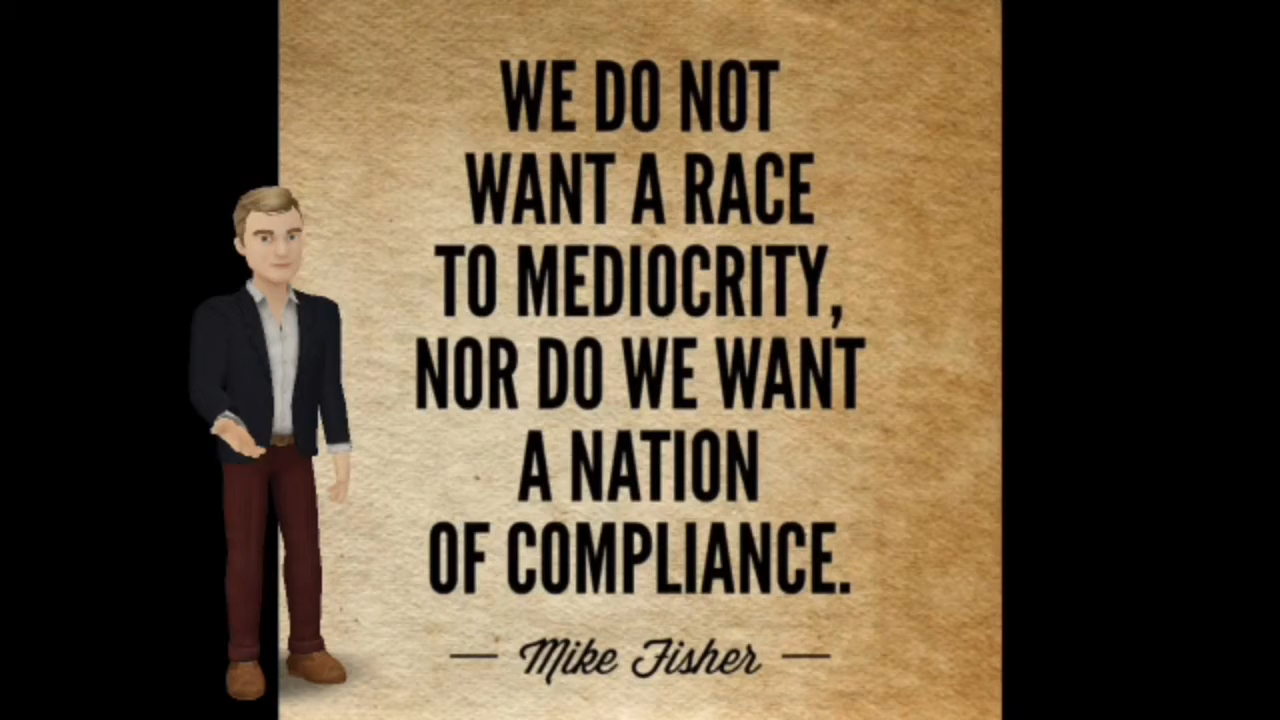 WE DO NOT
WANT A RACE
TO MEDIOCRITY,
NOR DO WE WANT
A NATION
OF COMPLIANCE.
— Mike Fisher —